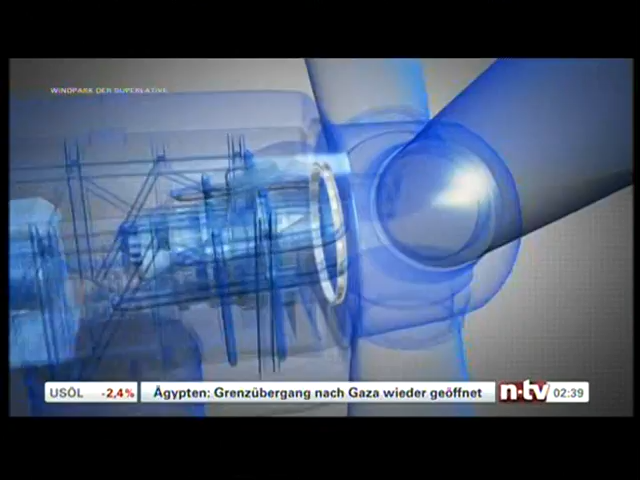 WINDPARK DER SUPERLATIVE
USÖL -2,4% Ägypten: Grenzübergang nach Gaza wieder geöffnet n-tv 02:39